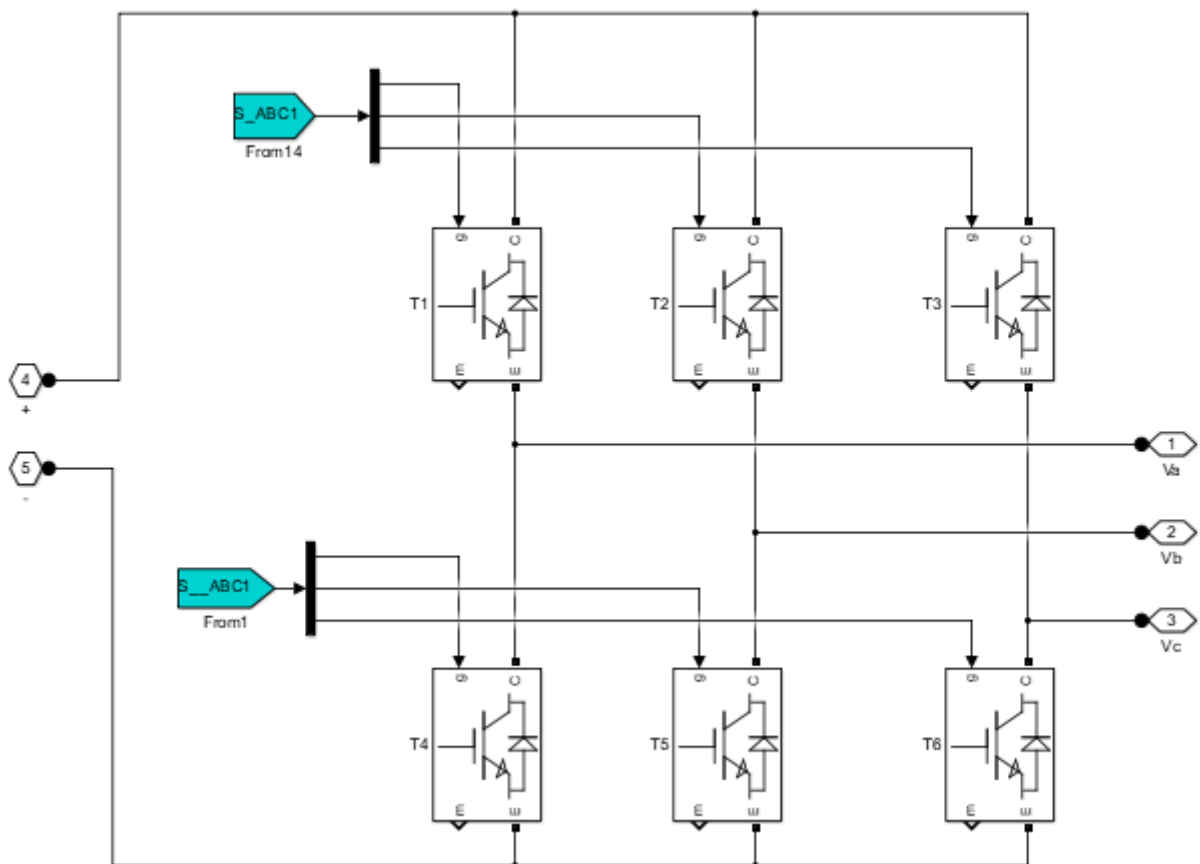 S_ABC1
From14
g C
g C
g C
T1
T2
T3
m E
m E
m E
4
+
1
Va
5
-
2
Vb
S__ABC1
From1
3
Vc
g C
g C
g C
T4
T5
T6
m E
m E
m E